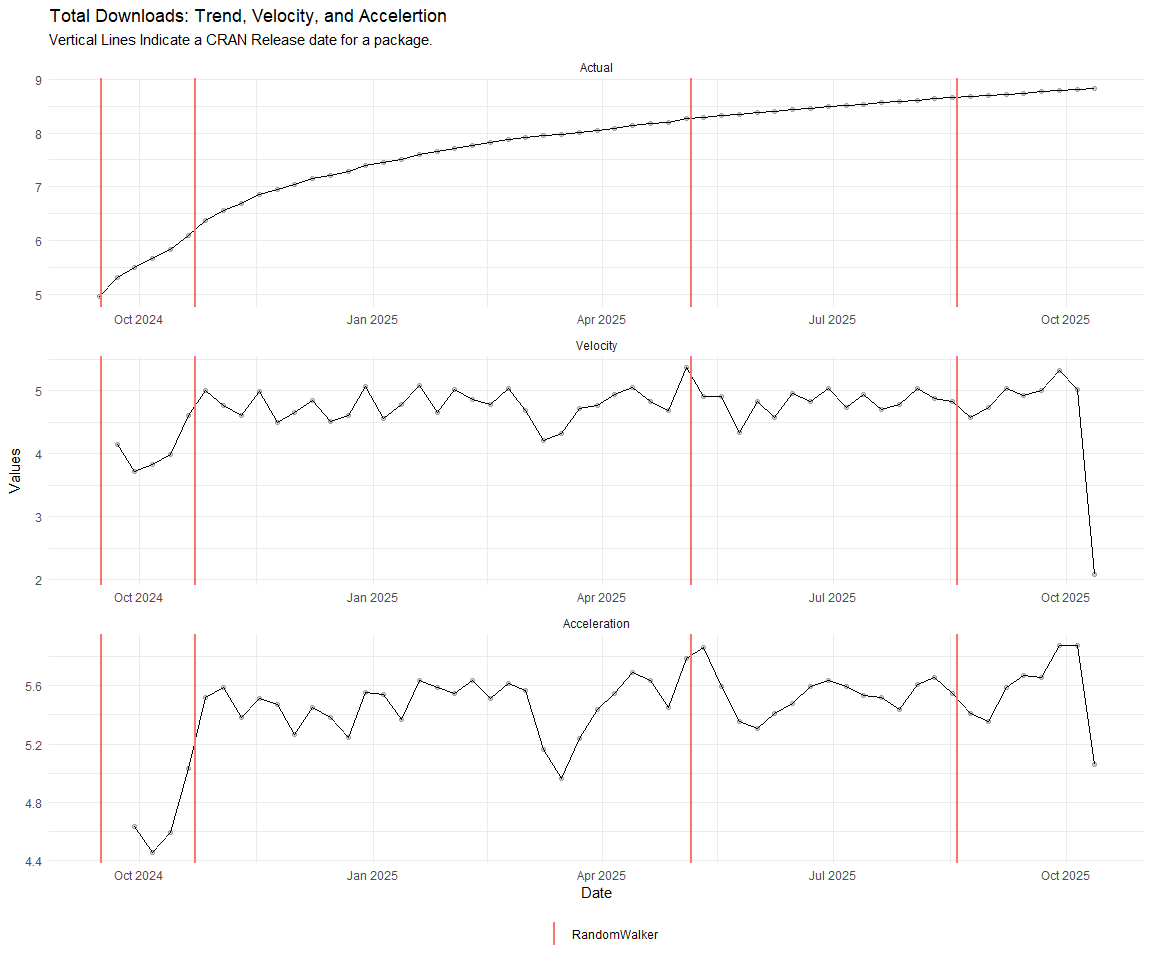 Total Downloads: Trend, Velocity, and Accelertion
Vertical Lines Indicate a CRAN Release date for a package.
Actual
9
8
7
6
5
Oct 2024 Jan 2025 Apr 2025 Jul 2025 Oct 2025
Velocity
5
4
3
2
Values
Oct 2024 Jan 2025 Apr 2025 Jul 2025 Oct 2025
Acceleration
5.6
5.2
4.8
4.4
Oct 2024 Jan 2025 Apr 2025 Jul 2025 Oct 2025
Date
RandomWalker